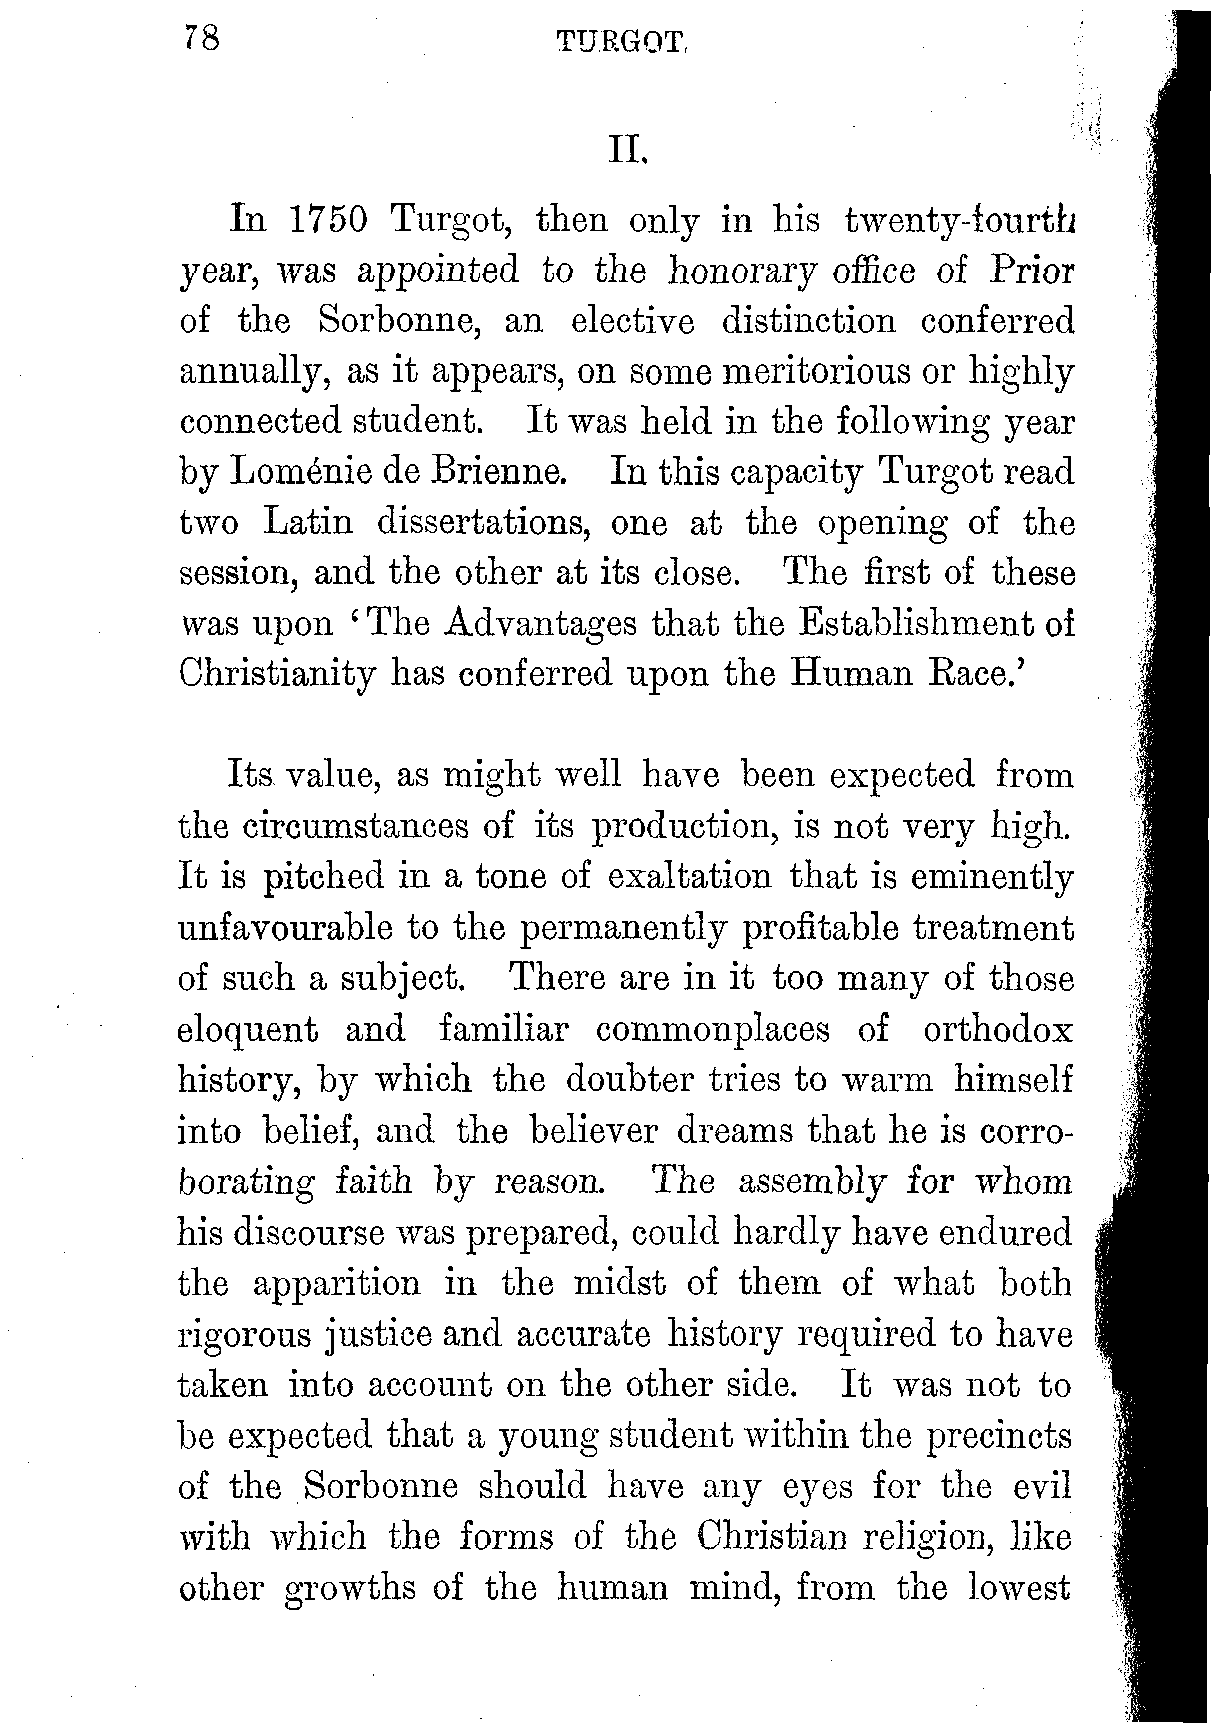 78 TURGOT.
II.
In 1750 Turgot, then only in his twenty-fourth
year, was appointed to the honorary office of Prior
of the Sorbonne, an elective distinction conferred
annually, as it appears, on some meritorious or highly
connected student. It was held in the following year
by Loménie de Brienne. In this capacity Turgot read
two Latin dissertations, one at the opening of the
session, and the other at its close. The first of these
was upon ‘The Advantages that the Establishment of
Christianity has conferred upon the Human Race.’
Its value, as might well have been expected from
the circumstances of its production, is not very high.
It is pitched in a tone of exaltation that is eminently
unfavourable to the permanently profitable treatment
of such a subject. There are in it too many of those
eloquent and familiar commonplaces of orthodox
history, by which the doubter tries to warm himself
into belief, and the believer dreams that he is corro-
borating faith by reason. The assembly for whom
his discourse was prepared, could hardly have endured
the apparition in the midst of them of what both
rigorous justice and accurate history required to have
taken into account on the other side. It was not to
be expected that a young student within the precincts
of the Sorbonne should have any eyes for the evil
with which the forms of the Christian religion, like
other growths of the human mind, from the lowest